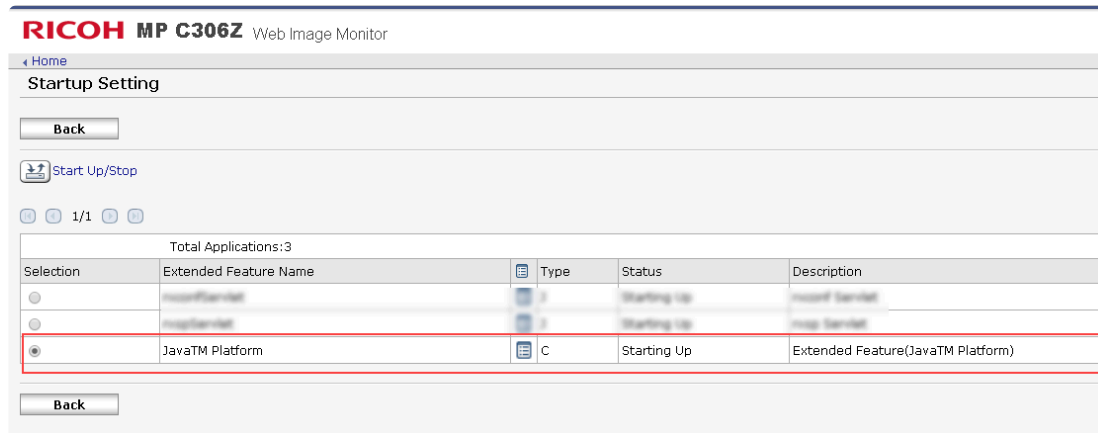 RICOH MP C306Z Web Image Monitor
Home
Startup Setting
Back
Start Up/Stop
1/1
Total Applications:3
Selection Extended Feature Name Type Status Description
JavaTM Platform C Starting Up Extended Feature(JavaTM Platform)
Back